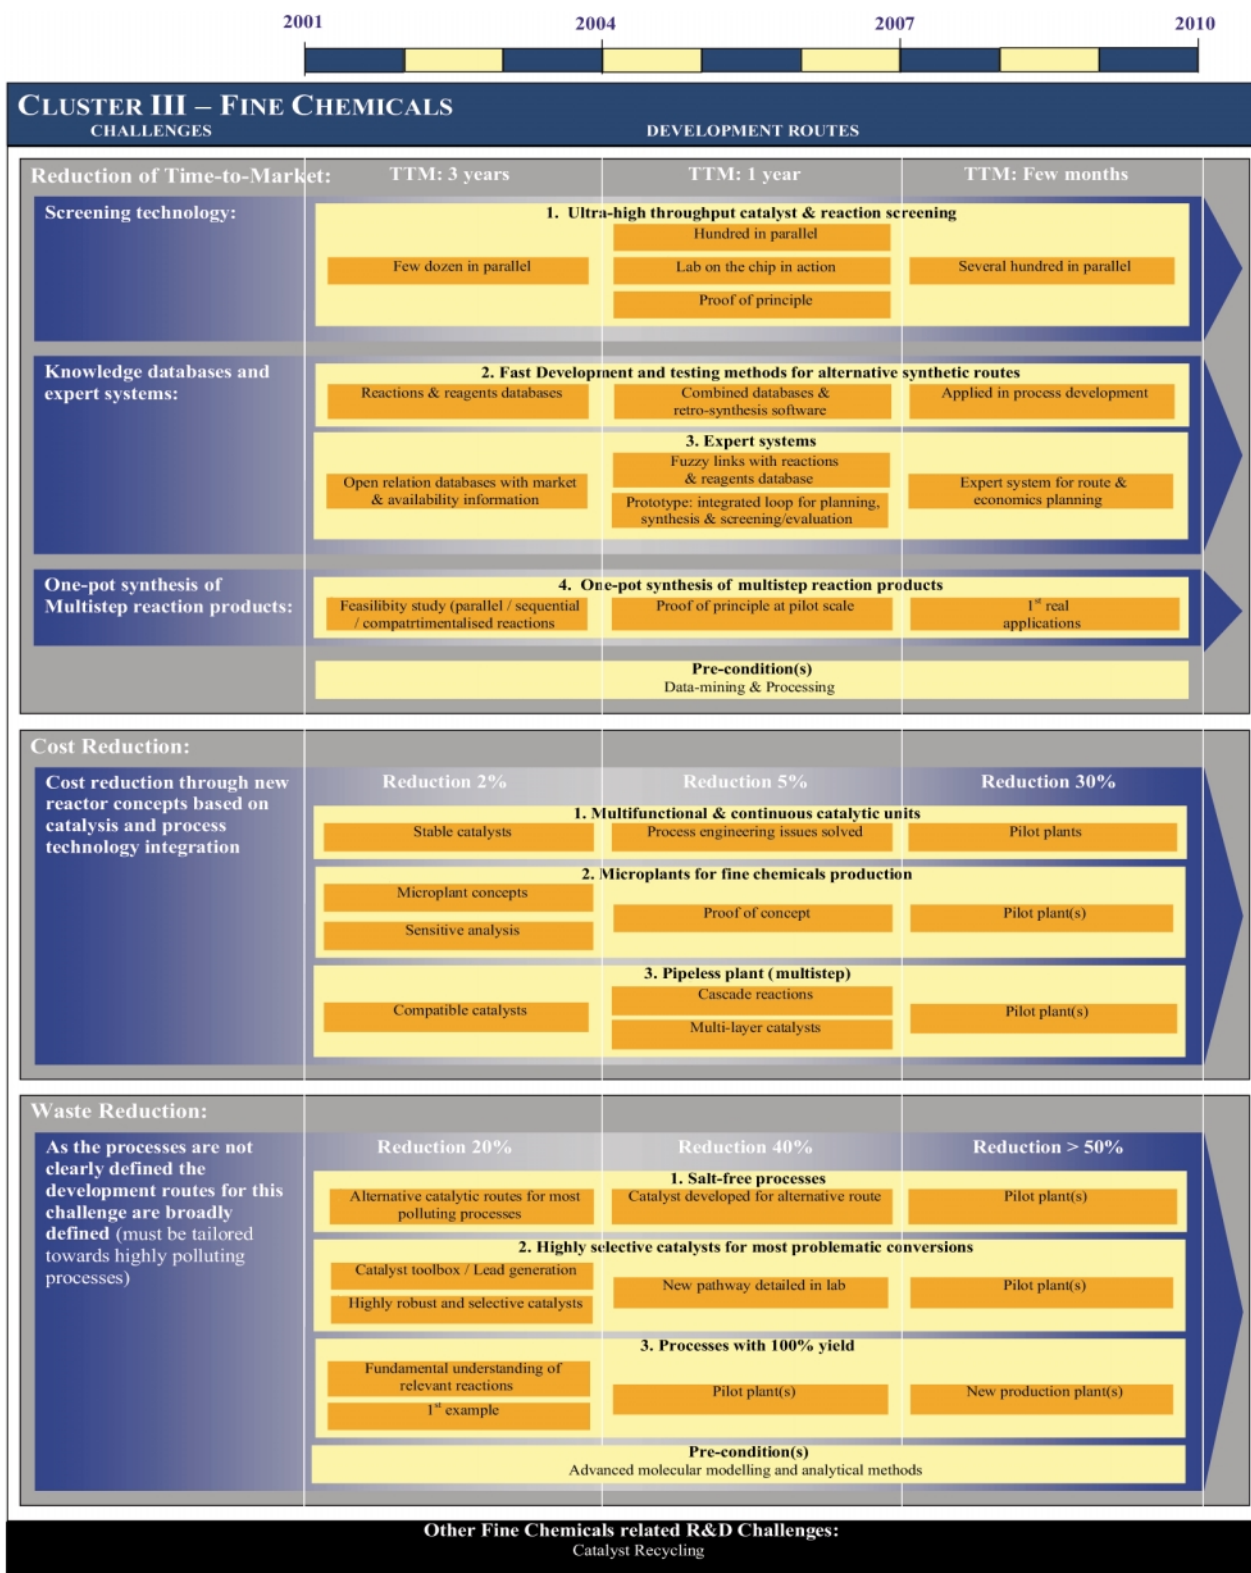 2001 2004 2007 2010
CLUSTER III – FINE CHEMICALS
CHALLENGES DEVELOPMENT ROUTES
Reduction of Time-to-Market: TTM: 3 years TTM: 1 year TTM: Few months
Screening technology:
1. Ultra-high throughput catalyst & reaction screening
Hundred in parallel
Few dozen in parallel Lab on the chip in action Several hundred in parallel
Proof of principle
Knowledge databases and
expert systems:
2. Fast Development and testing methods for alternative synthetic routes
Reactions & reagents databases
Combined databases &
retro-synthesis software
Applied in process development
3. Expert systems
Open relation databases with market
& availability information
Fuzzy links with reactions
& reagents database
Prototype: integrated loop for planning,
synthesis & screening/evaluation
Expert system for route &
economics planning
One-pot synthesis of
Multistep reaction products:
4. One-pot synthesis of multistep reaction products
Feasilibity study (parallel / sequential
/ compatrtimentalised reactions
Proof of principle at pilot scale
1st real
applications
Pre-condition(s)
Data-mining & Processing
Cost Reduction:
Cost reduction through new
reactor concepts based on
catalysis and process
technology integration
Reduction 2% Reduction 5% Reduction 30%
1. Multifunctional & continuous catalytic units
Stable catalysts Process engineering issues solved Pilot plants
2. Microplants for fine chemicals production
Microplant concepts
Sensitive analysis
Proof of concept
Pilot plant(s)
3. Pipeless plant (multistep)
Compatible catalysts
Cascade reactions
Multi-layer catalysts
Pilot plant(s)
Waste Reduction:
As the processes are not
clearly defined the
development routes for this
challenge are broadly
defined (must be tailored
towards highly polluting
processes)
Reduction 20% Reduction 40% Reduction > 50%
1. Salt-free processes
Alternative catalytic routes for most
polluting processes
Catalyst developed for alternative route
Pilot plant(s)
2. Highly selective catalysts for most problematic conversions
Catalyst toolbox / Lead generation
Highly robust and selective catalysts
New pathway detailed in lab
Pilot plant(s)
3. Processes with 100% yield
Fundamental understanding of
relevant reactions
1st example
Pilot plant(s)
New production plant(s)
Pre-condition(s)
Advanced molecular modelling and analytical methods
Other Fine Chemicals related R&D Challenges:
Catalyst Recycling